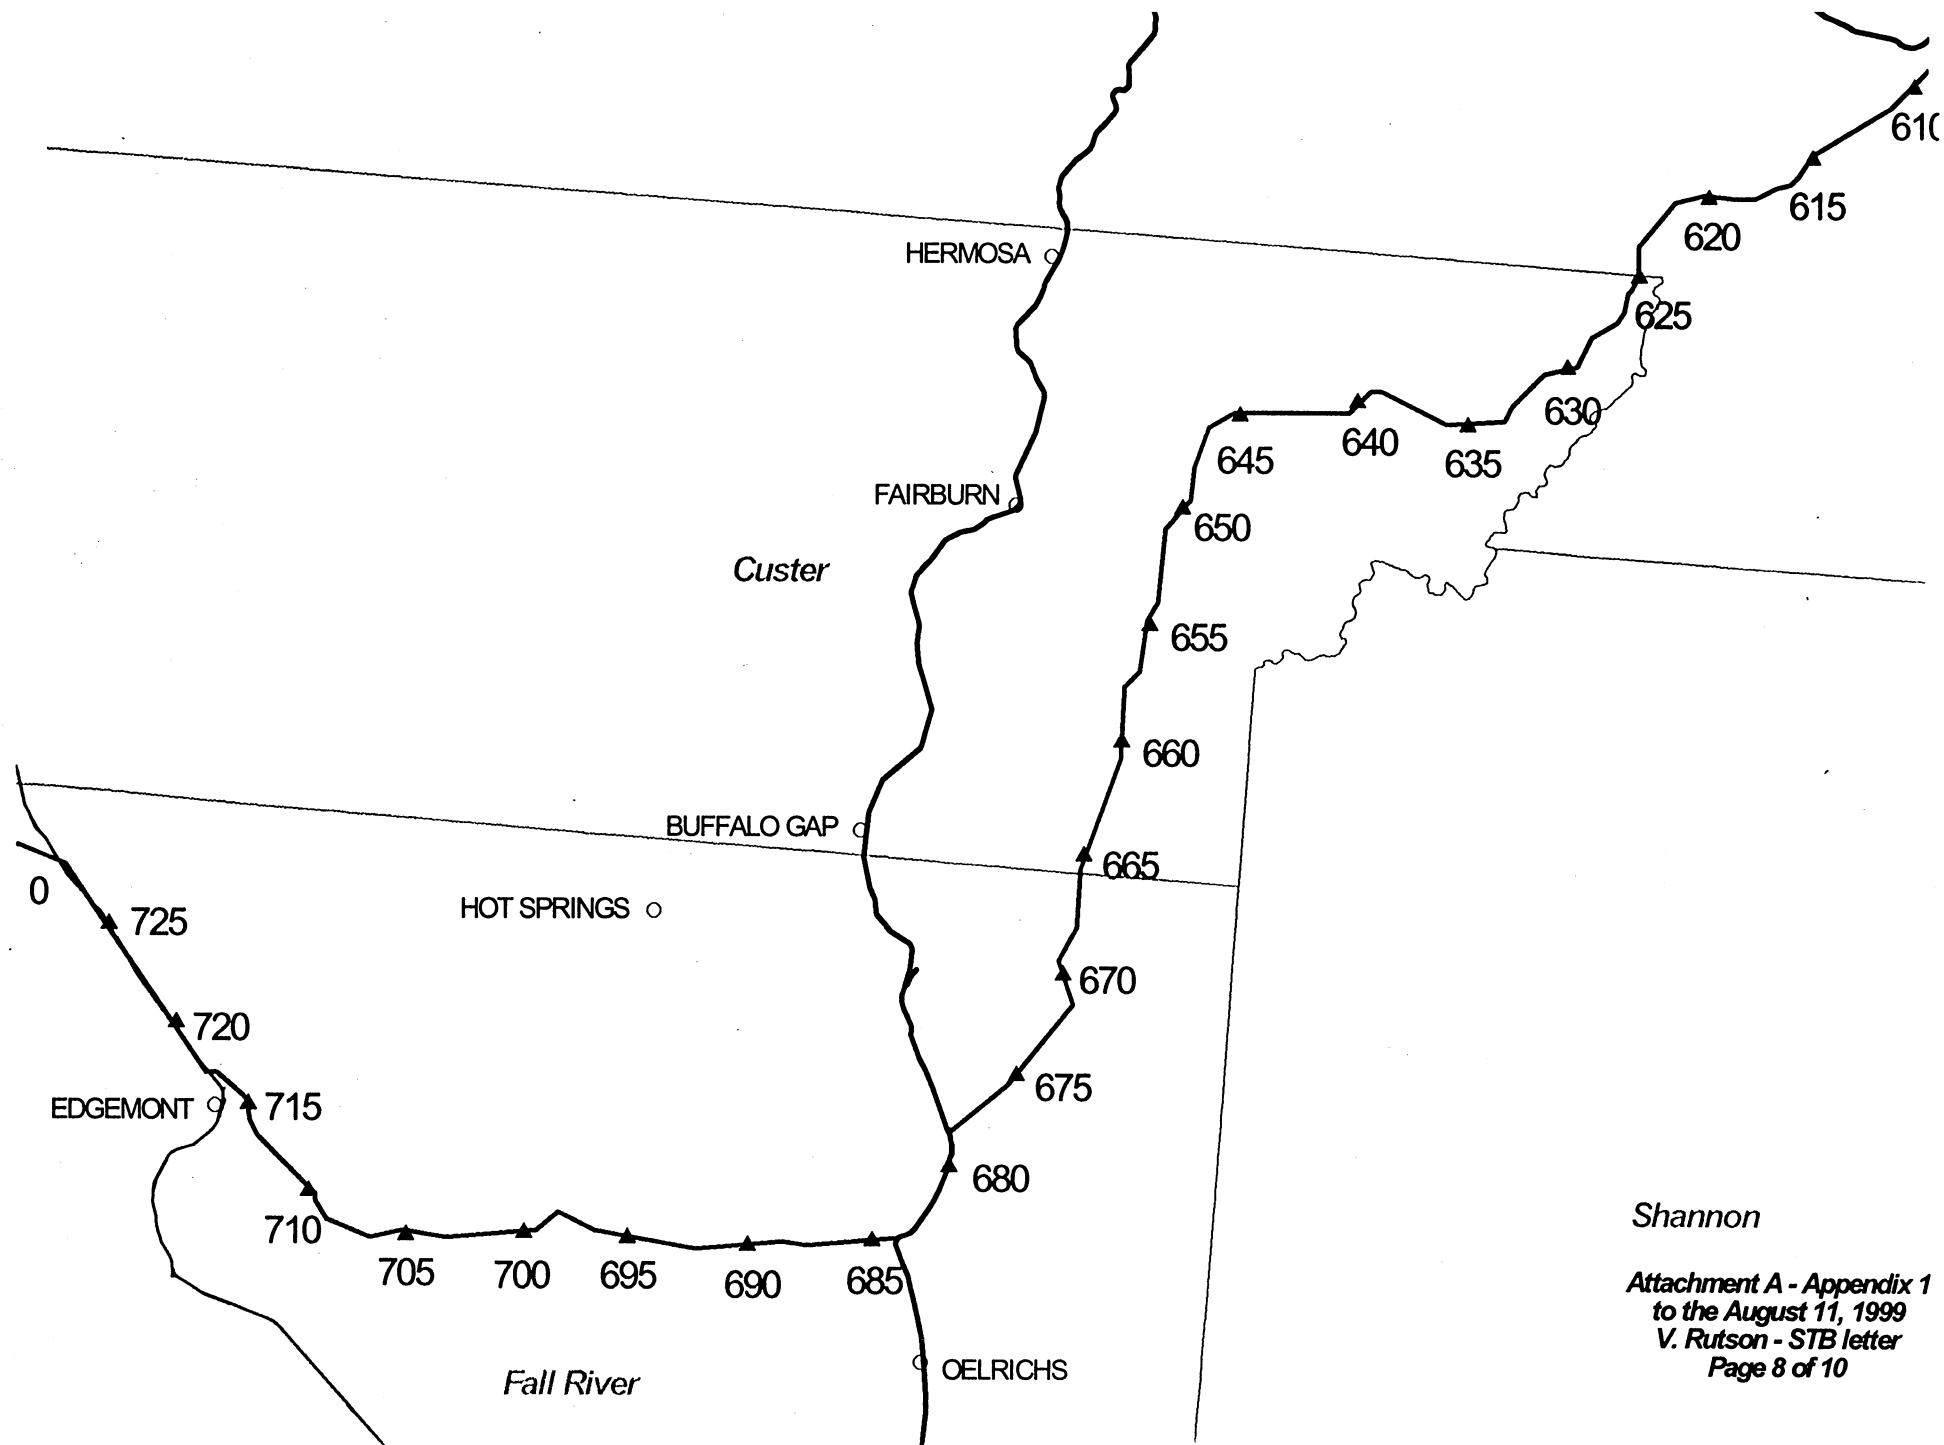 610
615
620
HERMOSA
625
630
640
645
635
FAIRBURN
650
Custer
655
660
BUFFALO GAP
665
0
HOT SPRINGS
725
670
720
675
EDGEMONT
715
680
710
Shannon
705
700
695
690
685
Attachment A - Appendix 1
to the August 11, 1999
V. Rutson - STB letter
Page 8 of 10
OELRICHS
Fall River